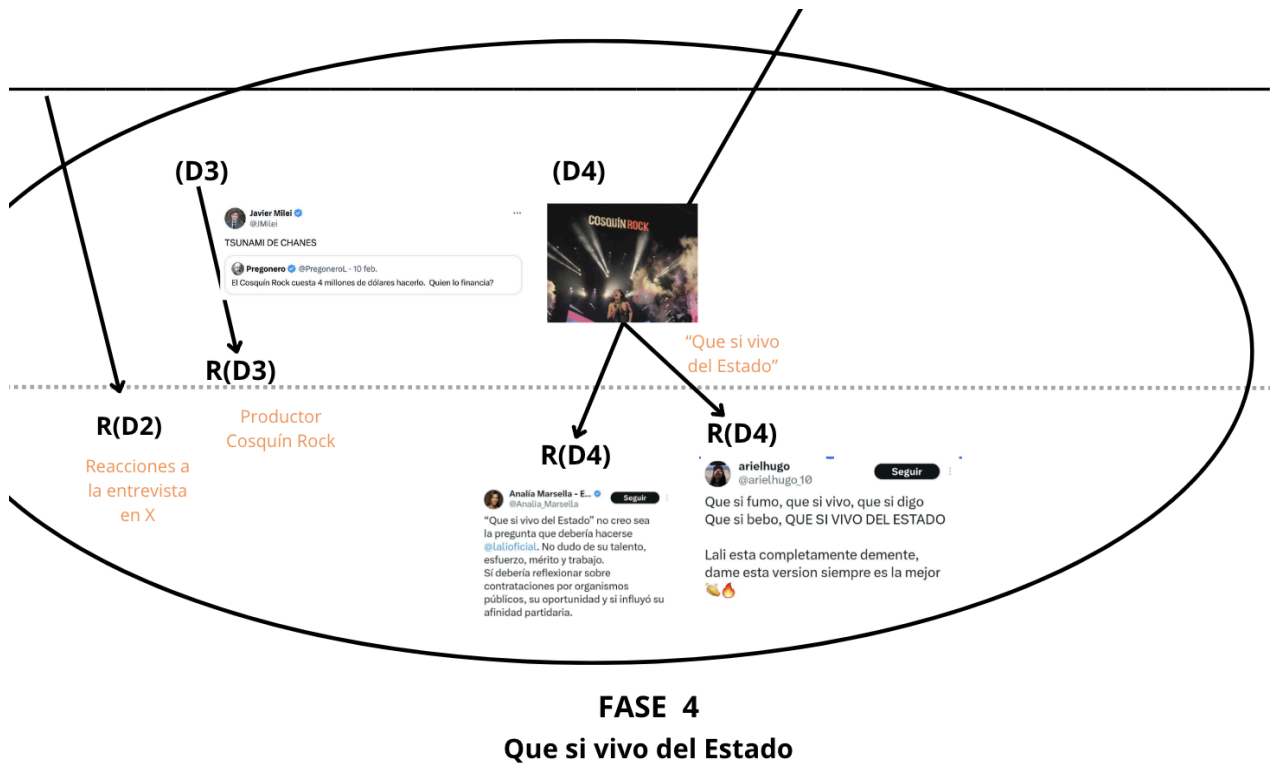 (D3)
(D4)
Javier Milei
@JMilei
...
TSUNAMI DE CHANES
Pregonero @PregoneroL · 10 feb.
El Cosquín Rock cuesta 4 millones de dólares hacerlo. Quien lo financia?
COSQUÍN ROCK
"Que si vivo
del Estado"
R(D3)
Productor
Cosquín Rock
R(D2)
Reacciones a
la entrevista
en X
R(D4)
Analía Marsella - E...
@Analia_Marsella
Seguir
"Que si vivo del Estado" no creo sea
la pregunta que debería hacerse
@lalioficial. No dudo de su talento,
esfuerzo, mérito y trabajo.
Sí debería reflexionar sobre
contrataciones por organismos
públicos, su oportunidad y si influyó su
afinidad partidaria.
R(D4)
arielhugo
@arielhugo_10
Seguir
Que si fumo, que si vivo, que si digo
Que si bebo, QUE SI VIVO DEL ESTADO
Lali esta completamente demente,
dame esta version siempre es la mejor
👏🔥
FASE 4
Que si vivo del Estado